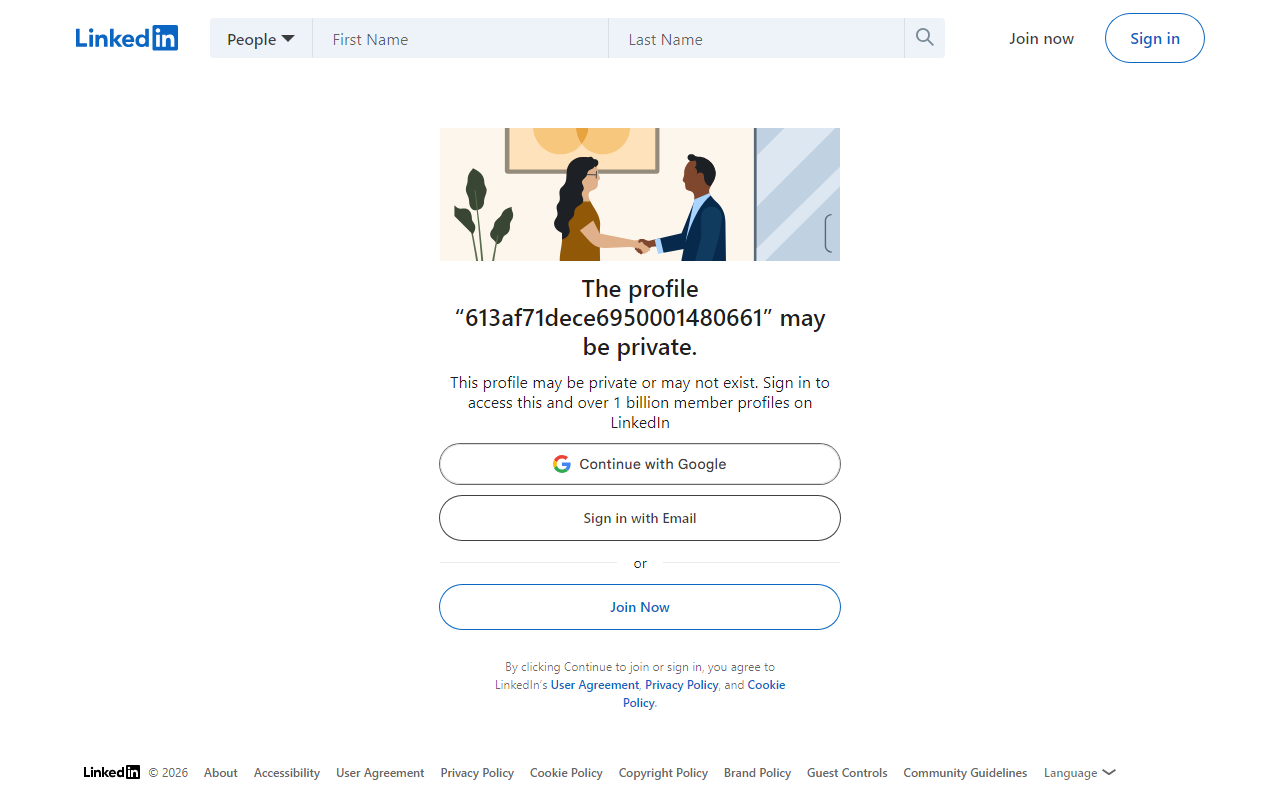 LinkedIn
People
First Name
Last Name
Join now
Sign in
The profile
“613af71dece6950001480661” may
be private.
This profile may be private or may not exist. Sign in to
access this and over 1 billion member profiles on
LinkedIn
Continue with Google
Sign in with Email
or
Join Now
By clicking Continue to join or sign in, you agree to
LinkedIn’s User Agreement, Privacy Policy, and Cookie
Policy.
LinkedIn © 2026 About Accessibility User Agreement Privacy Policy Cookie Policy Copyright Policy Brand Policy Guest Controls Community Guidelines Language